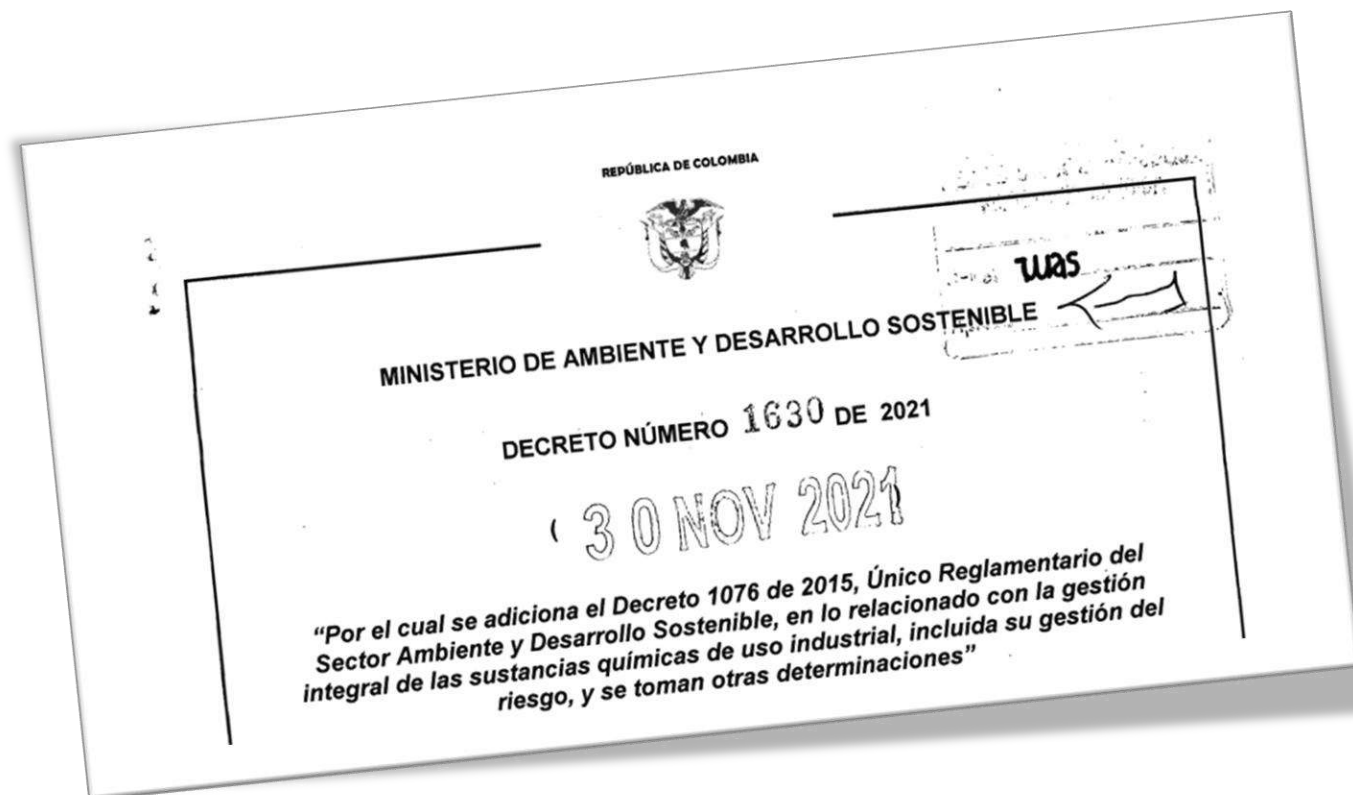 REPÚBLICA DE COLOMBIA
MINISTERIO DE AMBIENTE Y DESARROLLO SOSTENIBLE
DECRETO NÚMERO 1630 DE 2021
( 30 NOV 2021
“Por el cual se adiciona el Decreto 1076 de 2015, Único Reglamentario del
Sector Ambiente y Desarrollo Sostenible, en lo relacionado con la gestión
integral de las sustancias químicas de uso industrial, incluida su gestión del
riesgo, y se toman otras determinaciones”